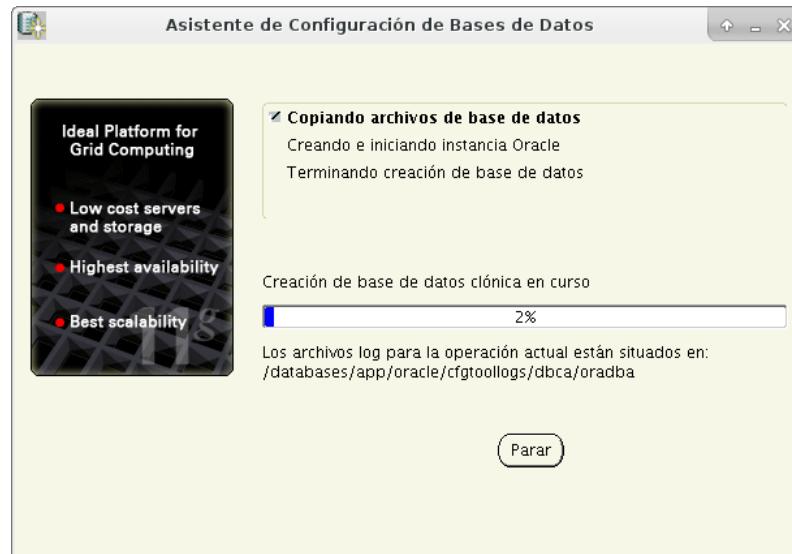 Asistente de Configuración de Bases de Datos
Ideal Platform for
Grid Computing
Low cost servers
and storage
Highest availability
Best scalability
11g
Copiando archivos de base de datos
Creando e iniciando instancia Oracle
Terminando creación de base de datos
Creación de base de datos clónica en curso
2%
Los archivos log para la operación actual están situados en:
/databases/app/oracle/cfgtoollogs/dbca/oradba
Parar